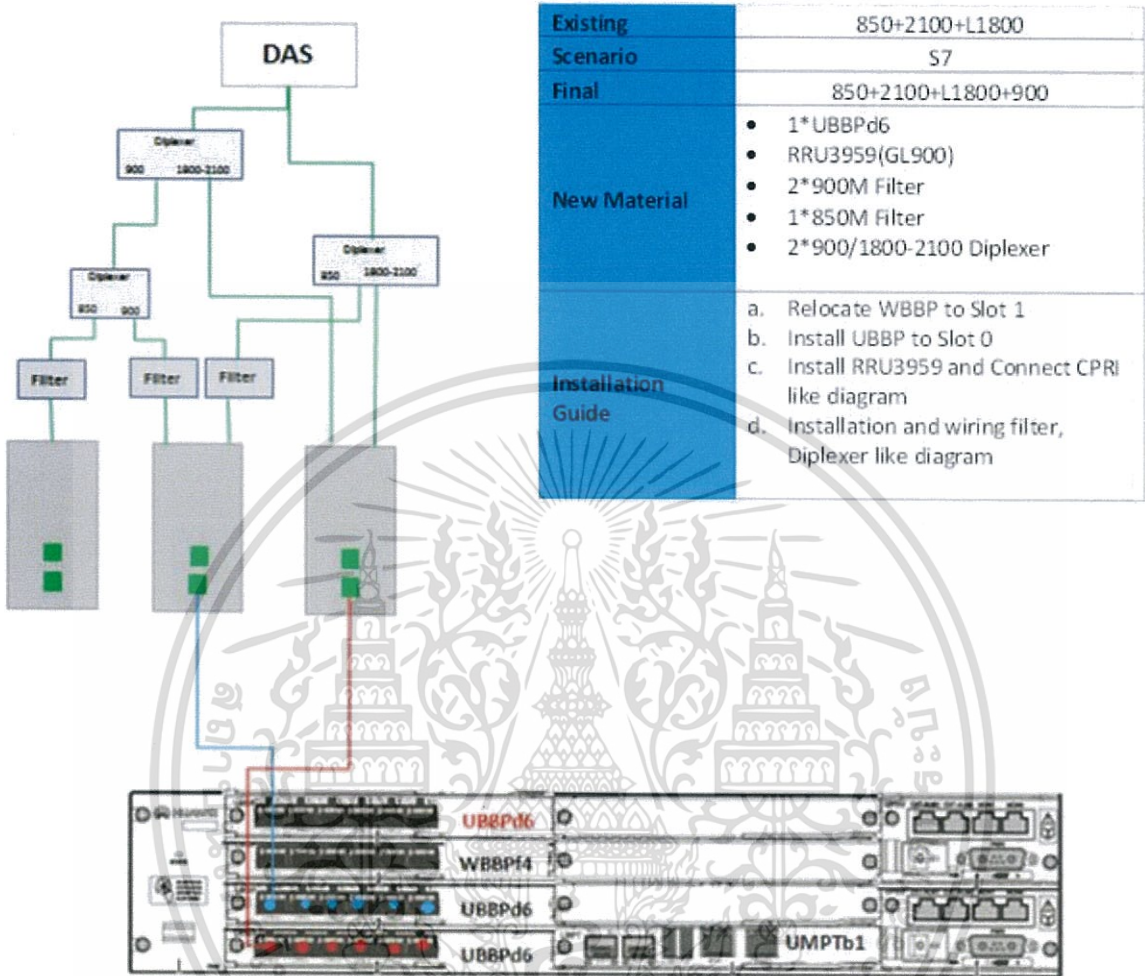 DAS
Diplexer
900 1800-2100
Diplexer
850 1800-2100
Diplexer
850 900
Filter
Filter
Filter
Existing 850+2100+L1800
Scenario S7
Final 850+2100+L1800+900
New Material
• 1*UBBPd6
• RRU3959(GL900)
• 2*900M Filter
• 1*850M Filter
• 2*900/1800-2100 Diplexer
Installation Guide
a. Relocate WBBP to Slot 1
b. Install UBBP to Slot 0
c. Install RRU3959 and Connect CPRI
like diagram
d. Installation and wiring filter,
Diplexer like diagram
UBBPd6
WBBPf4
UBBPd6
UBBPd6
UMPTb1